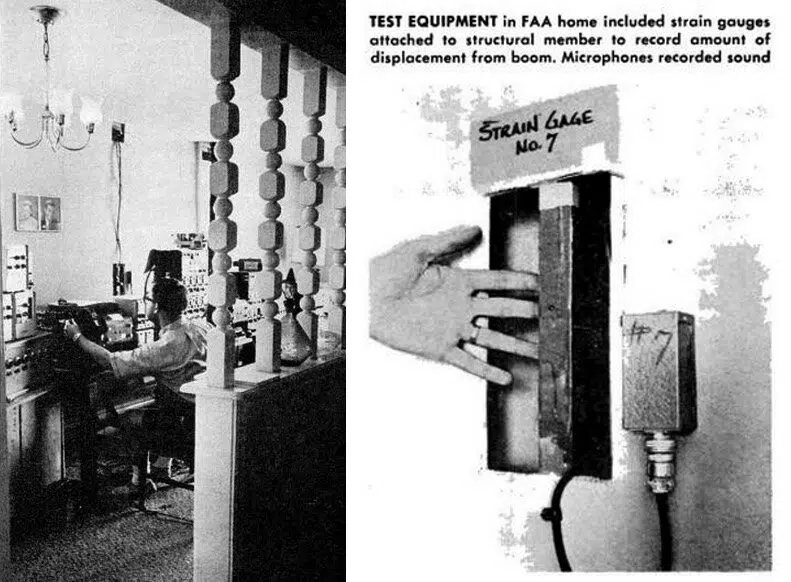 TEST EQUIPMENT in FAA home included strain gauges
attached to structural member to record amount of
displacement from boom. Microphones recorded sound
STRAIN GAGE
No. 7
#7